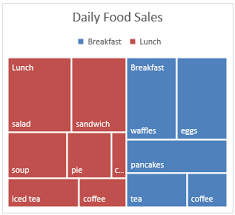 Daily Food Sales
Breakfast Lunch
Lunch
salad
sandwich
soup
pie
c...
iced tea
coffee
Breakfast
waffles
eggs
pancakes
tea
coffee